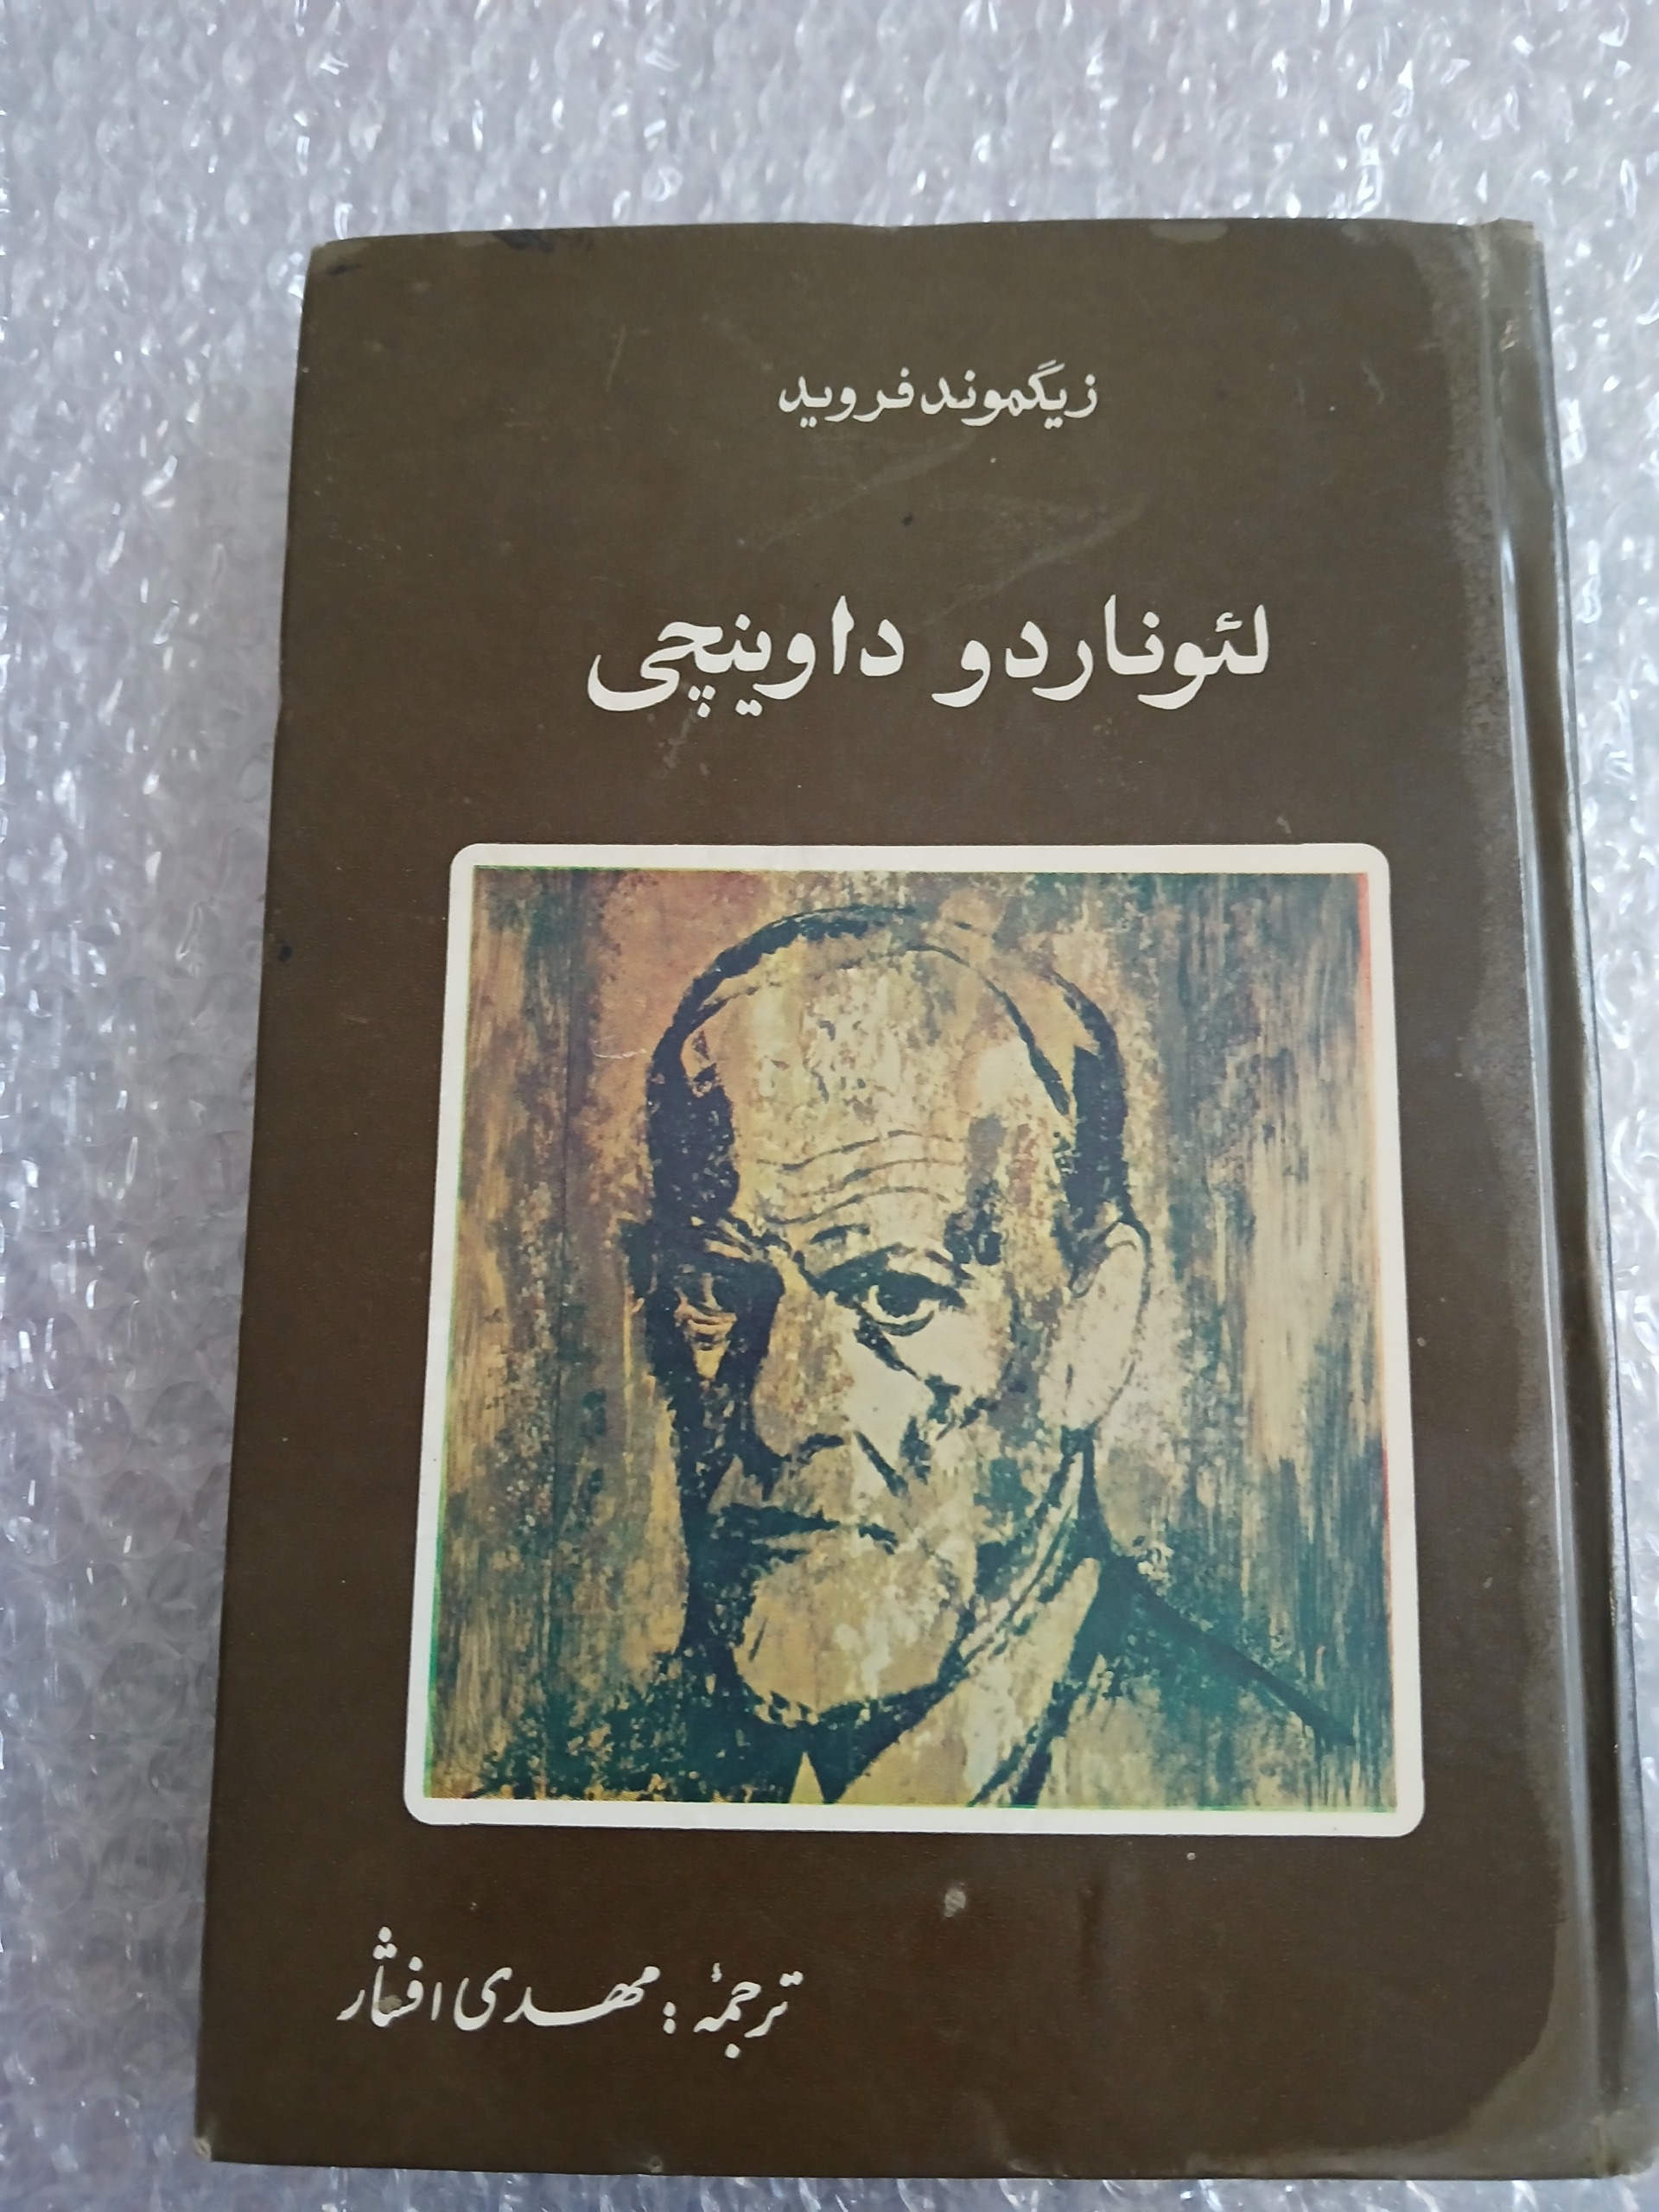 زیگموند فروید
لئوناردو داوینچی
ترجمهٔ : مهدی افشار